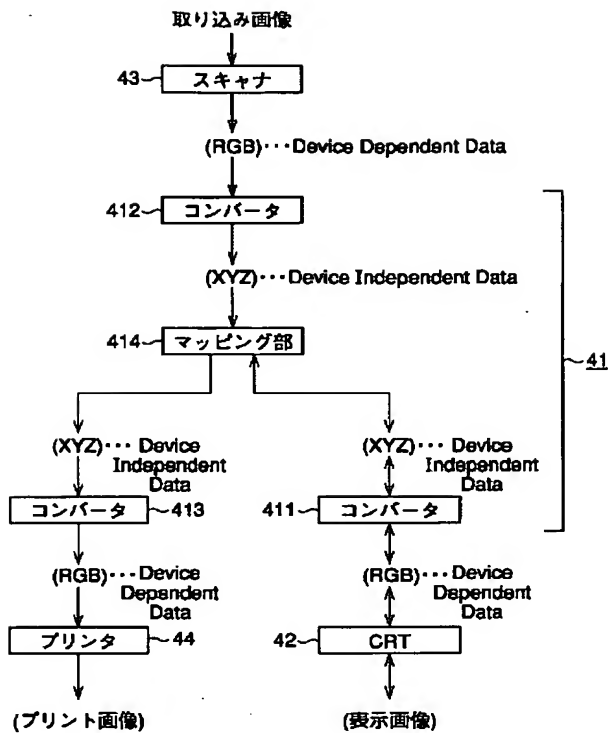 取り込み画像
43 スキャナ
(RGB)･･･Device Dependent Data
412 コンバータ
(XYZ)･･･Device Independent Data
414 マッピング部
41
(XYZ)･･･Device Independent Data
(XYZ)･･･Device Independent Data
コンバータ 413
411 コンバータ
(RGB)･･･Device Dependent Data
(RGB)･･･Device Dependent Data
プリンタ 44
42 CRT
(プリント画像)
(表示画像)